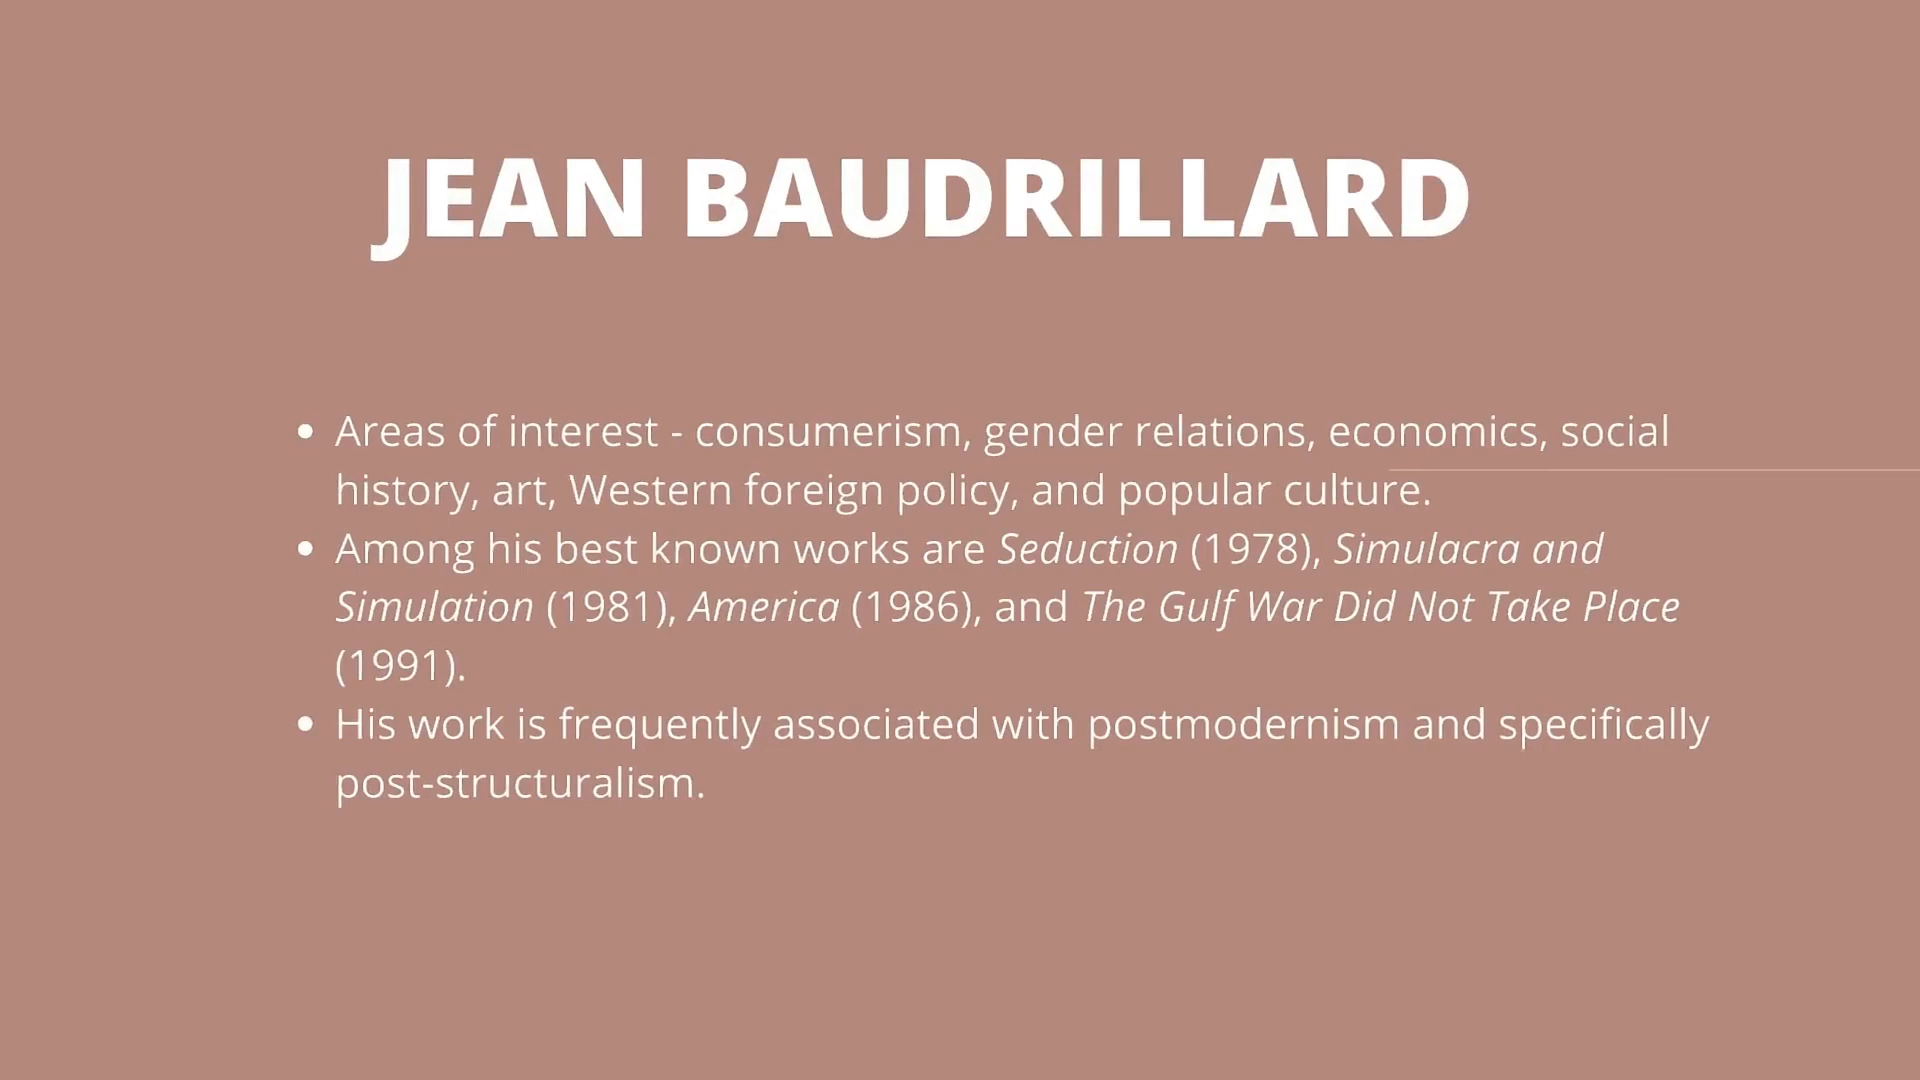 JEAN BAUDRILLARD
• Areas of interest - consumerism, gender relations, economics, social
history, art, Western foreign policy, and popular culture.
• Among his best known works are Seduction (1978), Simulacra and
Simulation (1981), America (1986), and The Gulf War Did Not Take Place
(1991).
• His work is frequently associated with postmodernism and specifically
post-structuralism.